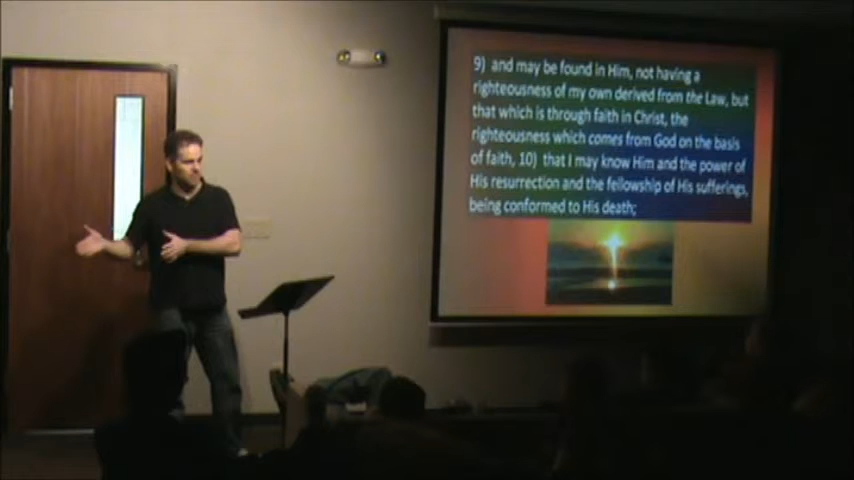 9) and may be found in Him, not having a
righteousness of my own derived from the Law, but
that which is through faith in Christ, the
righteousness which comes from God on the basis
of faith, 10) that I may know Him and the power of
His resurrection and the fellowship of His sufferings,
being conformed to His death;